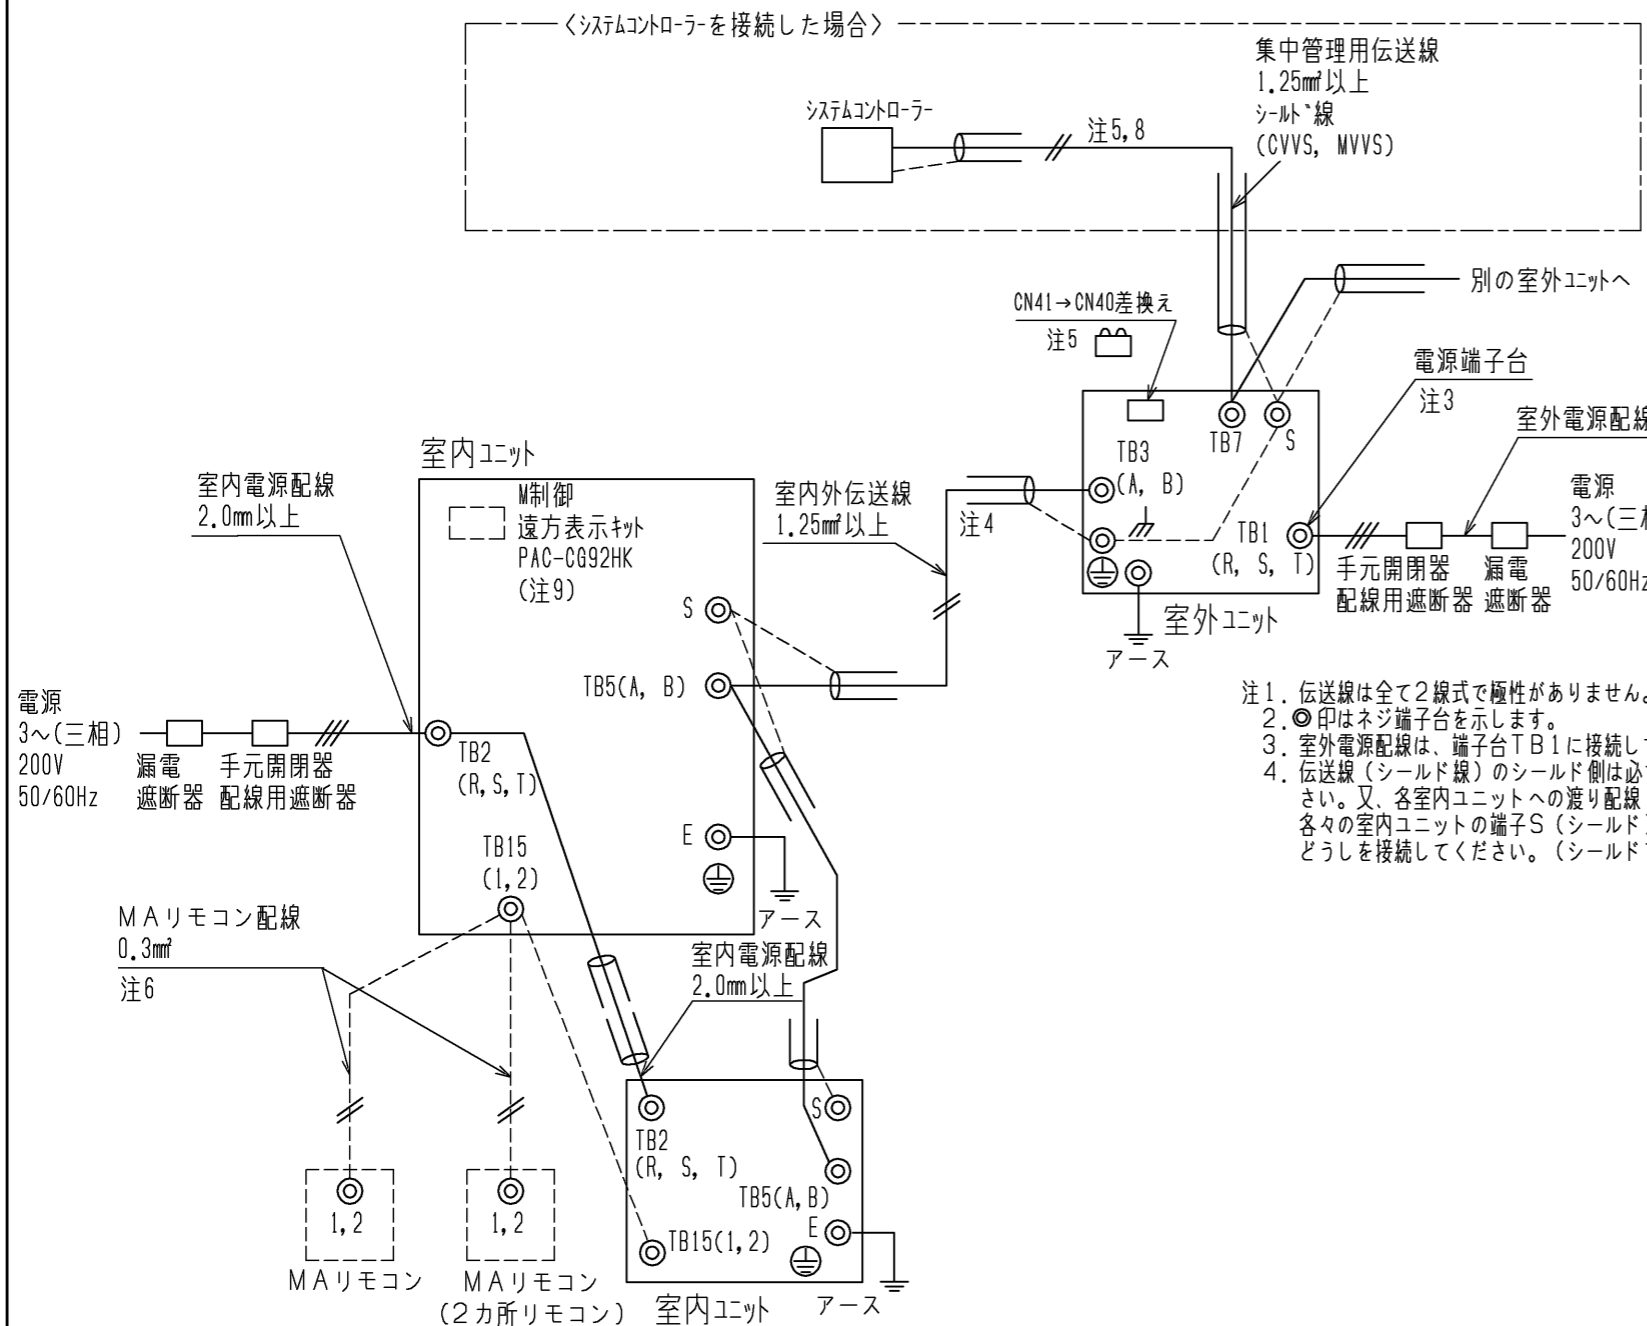 〈システムコントローラーを接続した場合〉
集中管理用伝送線
1.25㎟以上
シールド線
(CVVS, MVVS)
システムコントローラー
注5,8
別の室外ユニットへ
CN41→CN40差換え
注5
電源端子台
注3
室外電源配線
TB7
S
TB3
(A, B)
TB1
(R, S, T)
電源
3～(三相
200V
50/60Hz
手元開閉器
配線用遮断器
漏電
遮断器
室外ユニット
アース
室内ユニット
M制御
遠方表示キット
PAC-CG92HK
(注9)
室内電源配線
2.0mm以上
室内外伝送線
1.25㎟以上
注4
S
TB5(A, B)
電源
3～(三相)
200V
50/60Hz
漏電
遮断器
手元開閉器
配線用遮断器
TB2
(R,S,T)
TB15
(1,2)
E
アース
MAリモコン配線
0.3㎟
注6
室内電源配線
2.0mm以上
注1. 伝送線は全て2線式で極性がありません。
2. ◎印はネジ端子台を示します。
3. 室外電源配線は、端子台TB1に接続し
4. 伝送線（シールド線）のシールド側は必
さい。又、各室内ユニットへの渡り配線
各々の室内ユニットの端子S（シールド）
どうしを接続してください。（シールド
S
TB2
(R, S, T)
TB5(A,B)
E
TB15(1,2)
室内ユニット
アース
1,2
MAリモコン
1,2
MAリモコン
(2カ所リモコン)